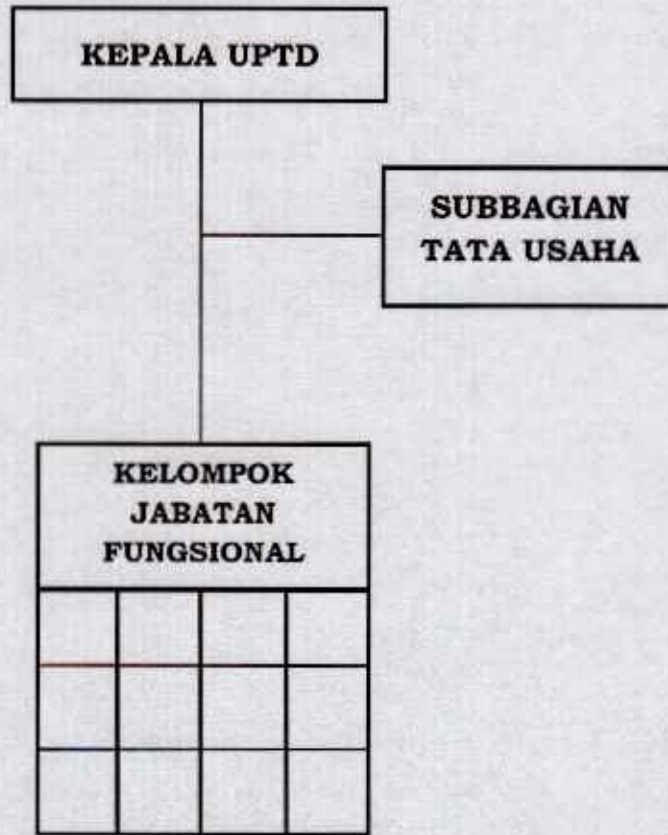 KEPALA UPTD
SUBBAGIAN
TATA USAHA
KELOMPOK
JABATAN
FUNGSIONAL